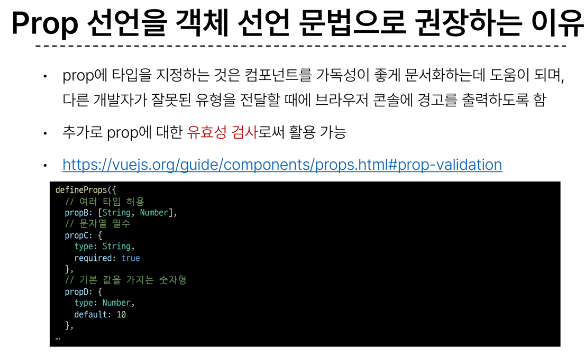 Prop 선언을 객체 선언 문법으로 권장하는 이유
• prop에 타입을 지정하는 것은 컴포넌트를 가독성이 좋게 문서화하는데 도움이 되며,
다른 개발자가 잘못된 유형을 전달할 때에 브라우저 콘솔에 경고를 출력하도록 함
• 추가로 prop에 대한 유효성 검사로써 활용 가능
• https://vuejs.org/guide/components/props.html#prop-validation
defineProps({
// 여러 타입 허용
propB: [String, Number],
// 문자열 필수
propC: {
type: String,
required: true
},
// 기본 값을 가지는 숫자형
propD: {
type: Number,
default: 10
},
…